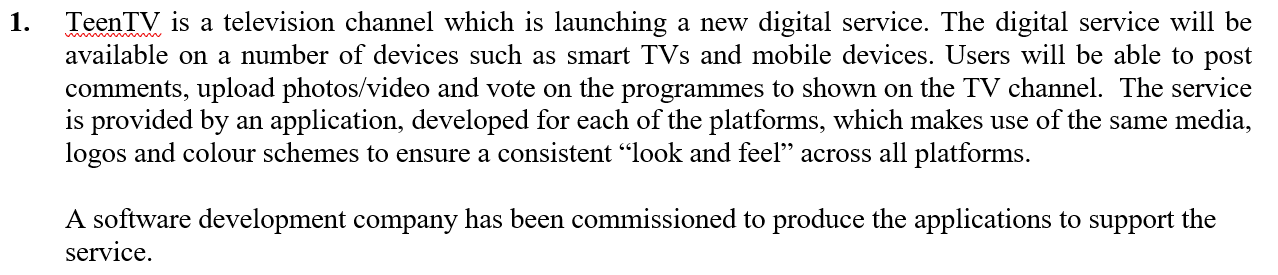 1. TeenTV is a television channel which is launching a new digital service. The digital service will be
available on a number of devices such as smart TVs and mobile devices. Users will be able to post
comments, upload photos/video and vote on the programmes to shown on the TV channel.  The service
is provided by an application, developed for each of the platforms, which makes use of the same media,
logos and colour schemes to ensure a consistent “look and feel” across all platforms.
A software development company has been commissioned to produce the applications to support the
service.